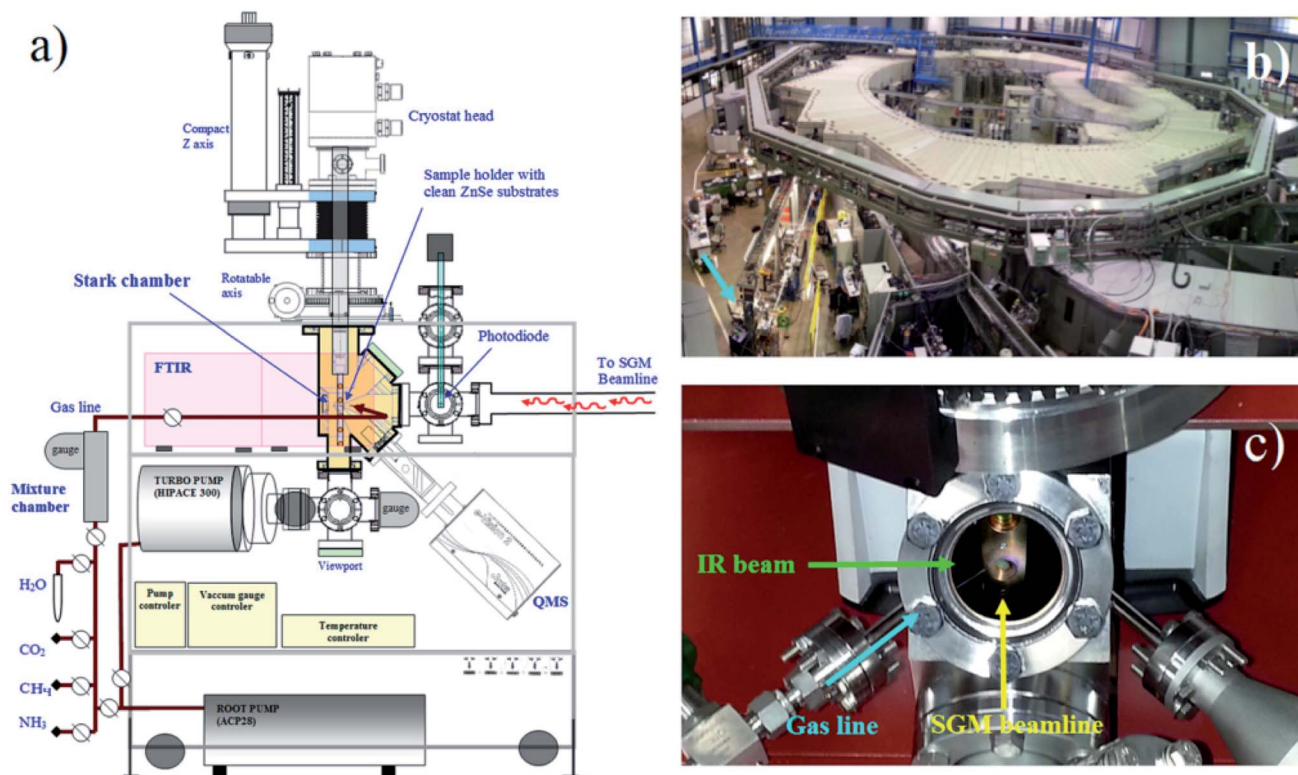 a)
Compact
Z axis
Cryostat head
Sample holder with
clean ZnSe substrates
Rotatable
axis
Stark chamber
Photodiode
To SGM
Beamline
FTIR
Gas line
gauge
Mixture
chamber
TURBO PUMP
(HIPACE 300)
gauge
Viewport
QMS
H2O
CO2
CH4
NH3
Pump
controler
Vaccum gauge
controler
Temperature
controler
ROOT PUMP
(ACP28)
b)
c)
IR beam
Gas line
SGM beamline